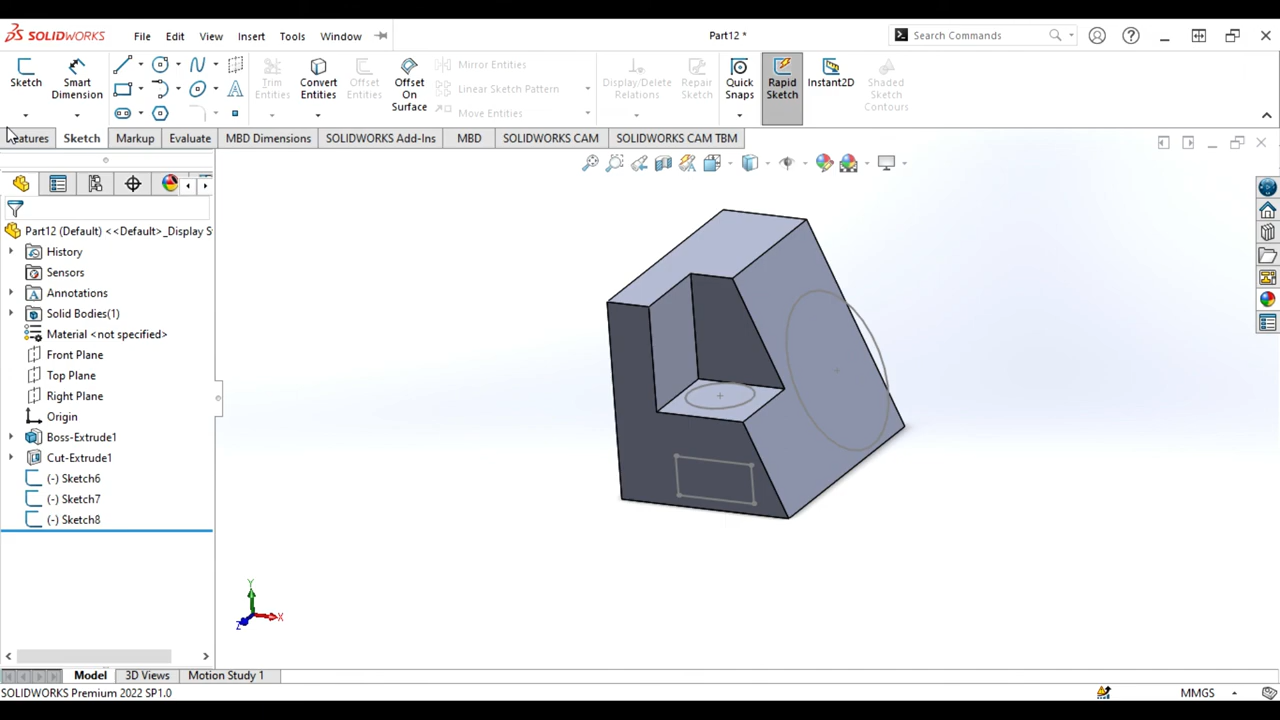 SOLIDWORKS File Edit View Insert Tools Window Part12 * Search Commands
Sketch
Smart Dimension
Trim Entities
Convert Entities
Offset Entities
Offset On Surface
Mirror Entities
Linear Sketch Pattern
Move Entities
Display/Delete Relations
Repair Sketch
Quick Snaps
Rapid Sketch
Instant2D
Shaded Sketch Contours
Features Sketch Markup Evaluate MBD Dimensions SOLIDWORKS Add-Ins MBD SOLIDWORKS CAM SOLIDWORKS CAM TBM
Part12 (Default) <<Default>_Display S
History
Sensors
Annotations
Solid Bodies(1)
Material <not specified>
Front Plane
Top Plane
Right Plane
Origin
Boss-Extrude1
Cut-Extrude1
(-) Sketch6
(-) Sketch7
(-) Sketch8
Y
X
Z
Model 3D Views Motion Study 1
SOLIDWORKS Premium 2022 SP1.0 MMGS